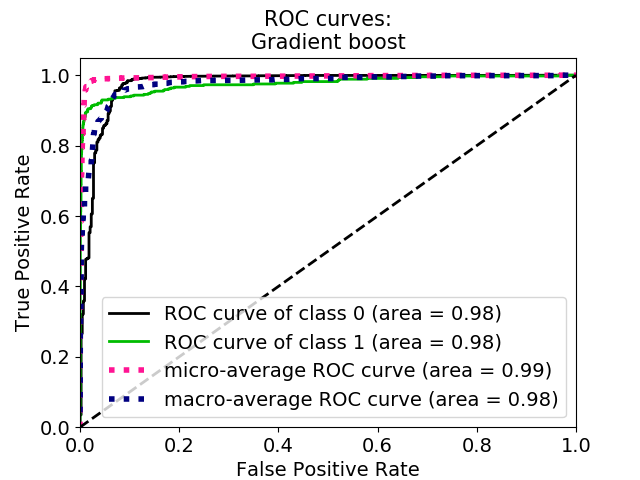 ROC curves:
Gradient boost
1.0
0.8
0.6
0.4
0.2
0.0
True Positive Rate
ROC curve of class 0 (area = 0.98)
ROC curve of class 1 (area = 0.98)
micro-average ROC curve (area = 0.99)
macro-average ROC curve (area = 0.98)
0.0 0.2 0.4 0.6 0.8 1.0
False Positive Rate